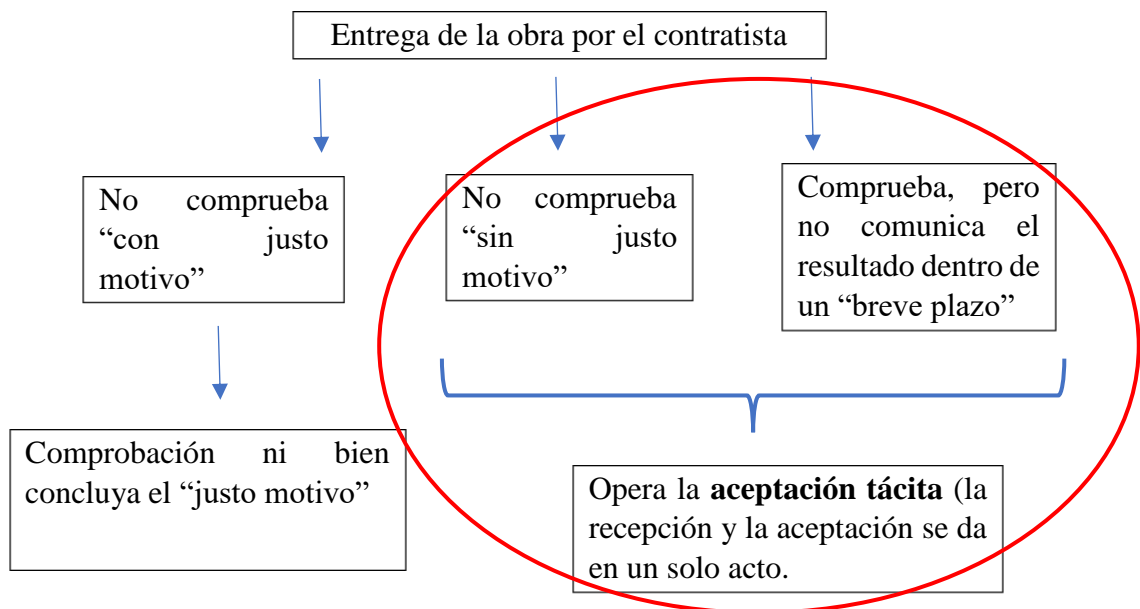 Entrega de la obra por el contratista
No comprueba
“con justo
motivo”
No comprueba
“sin justo
motivo”
Comprueba, pero
no comunica el
resultado dentro de
un “breve plazo”
Comprobación ni bien
concluya el “justo motivo”
Opera la aceptación tácita (la
recepción y la aceptación se da
en un solo acto.